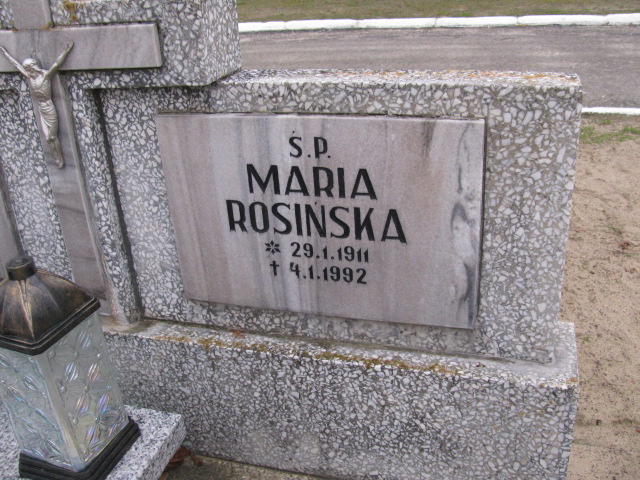 Ś.P.
MARIA
ROSIŃSKA
✲ 29.1.1911
† 4.1.1992